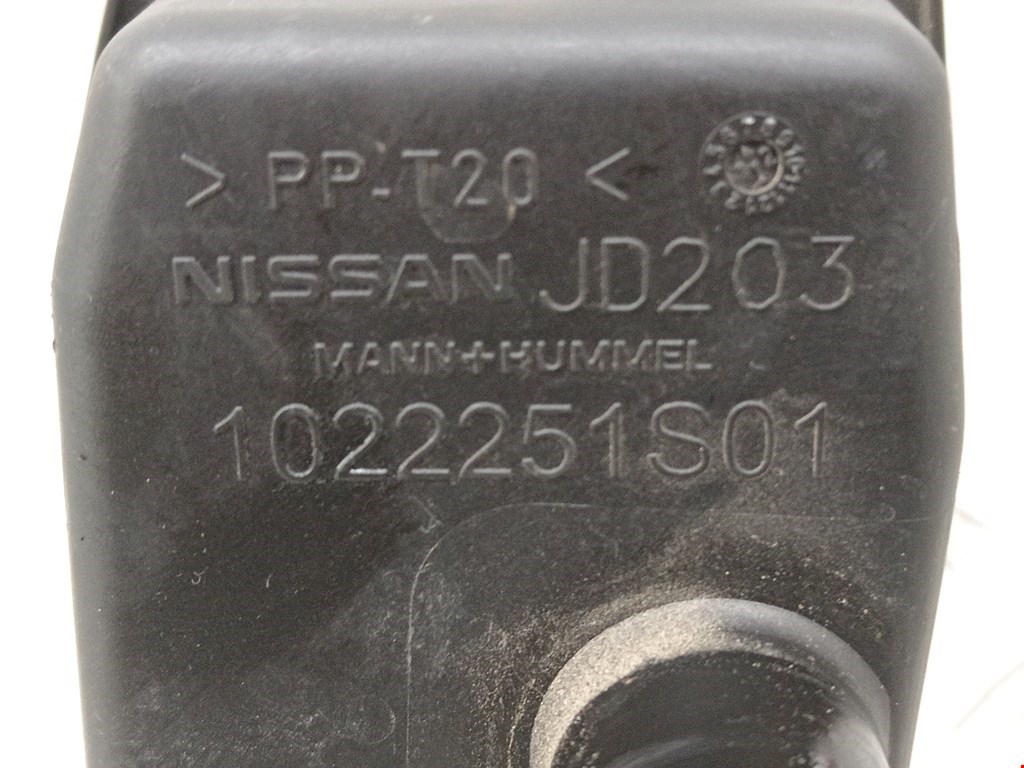 > PP-T20 <
NISSAN JD203
MANN+HUMMEL
1022251S01